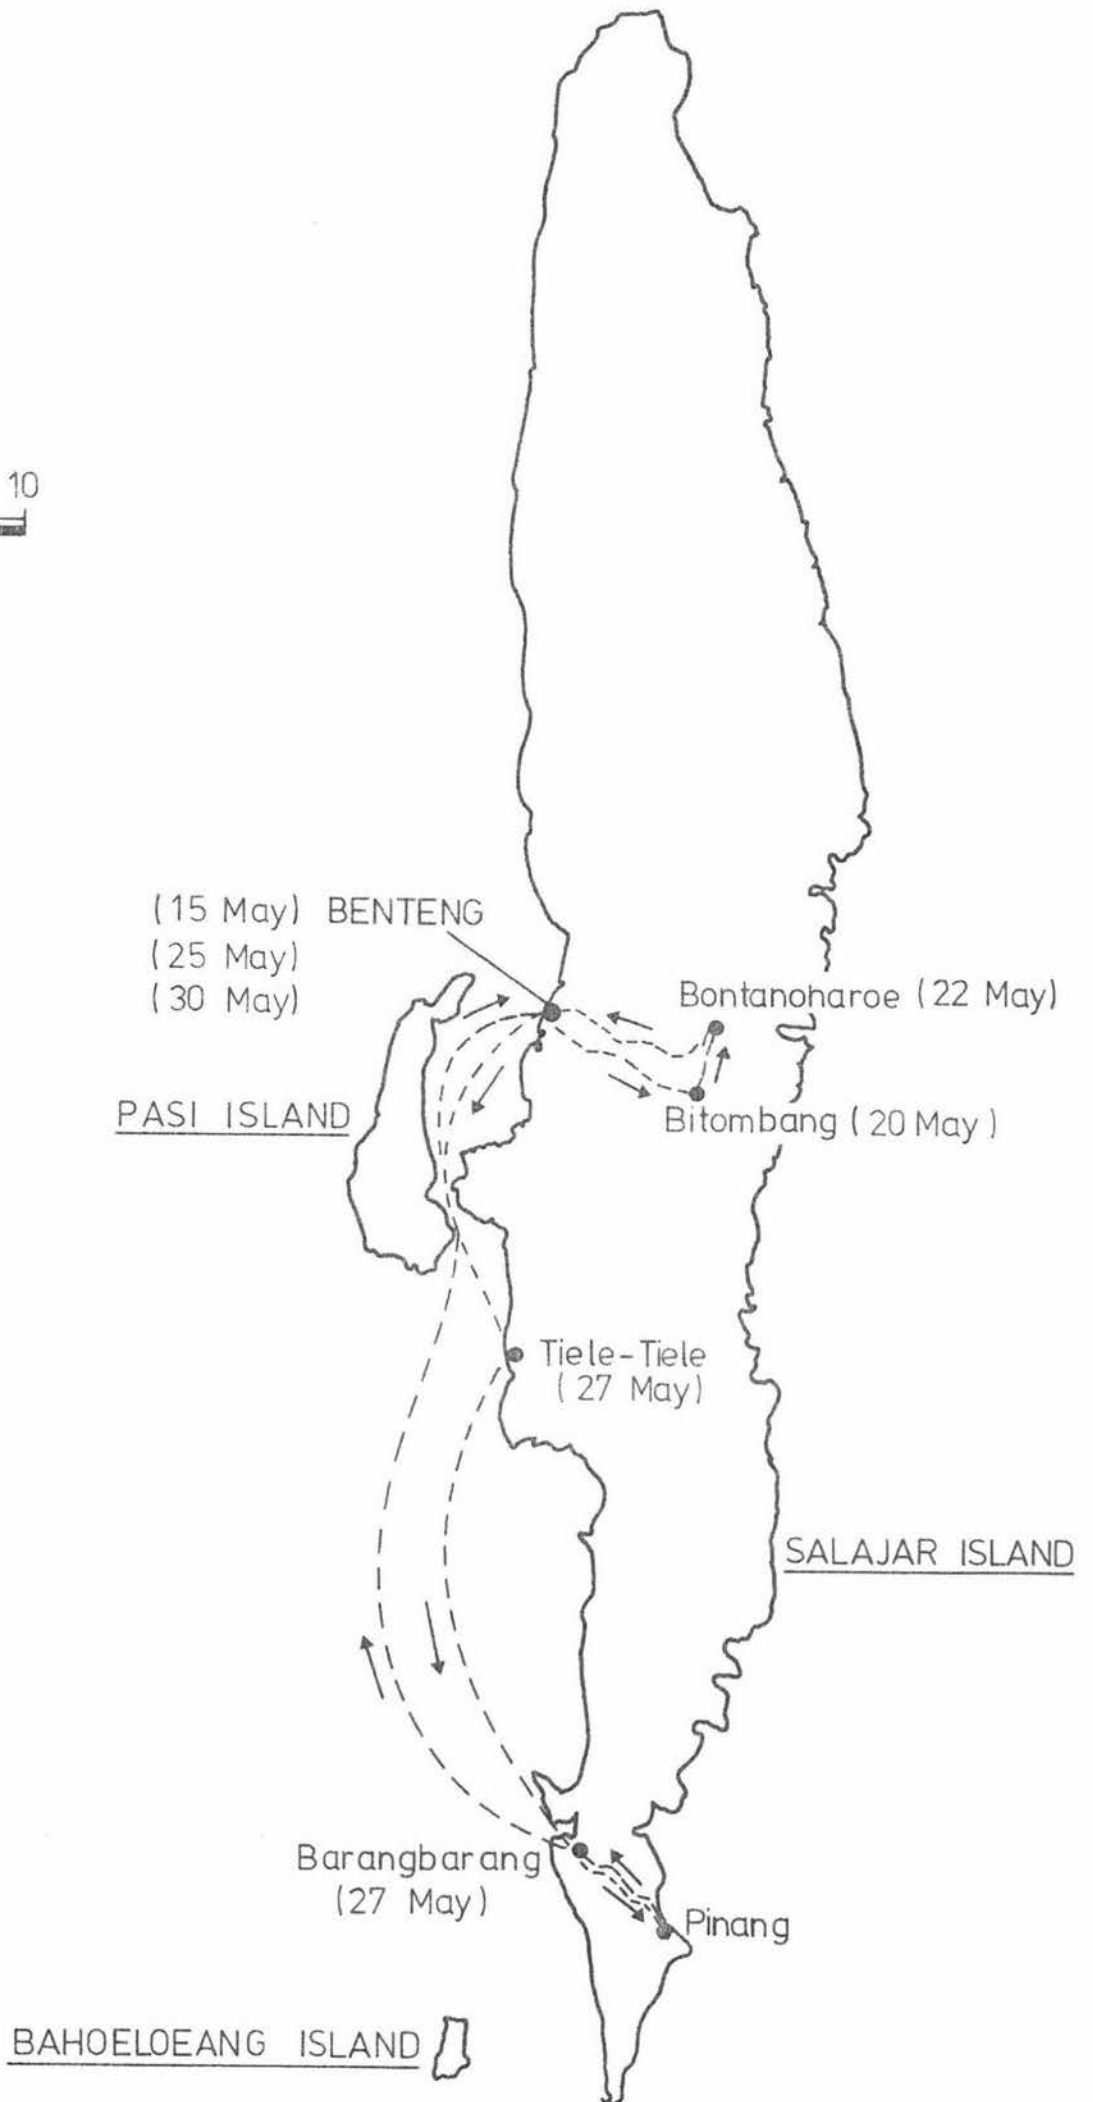 10
(15 May) BENTENG
(25 May)
(30 May)
Bontanoharoe (22 May)
PASI ISLAND
Bitombang (20 May)
Tiele-Tiele
(27 May)
SALAJAR ISLAND
Barangbarang
(27 May)
Pinang
BAHOELOEANG ISLAND